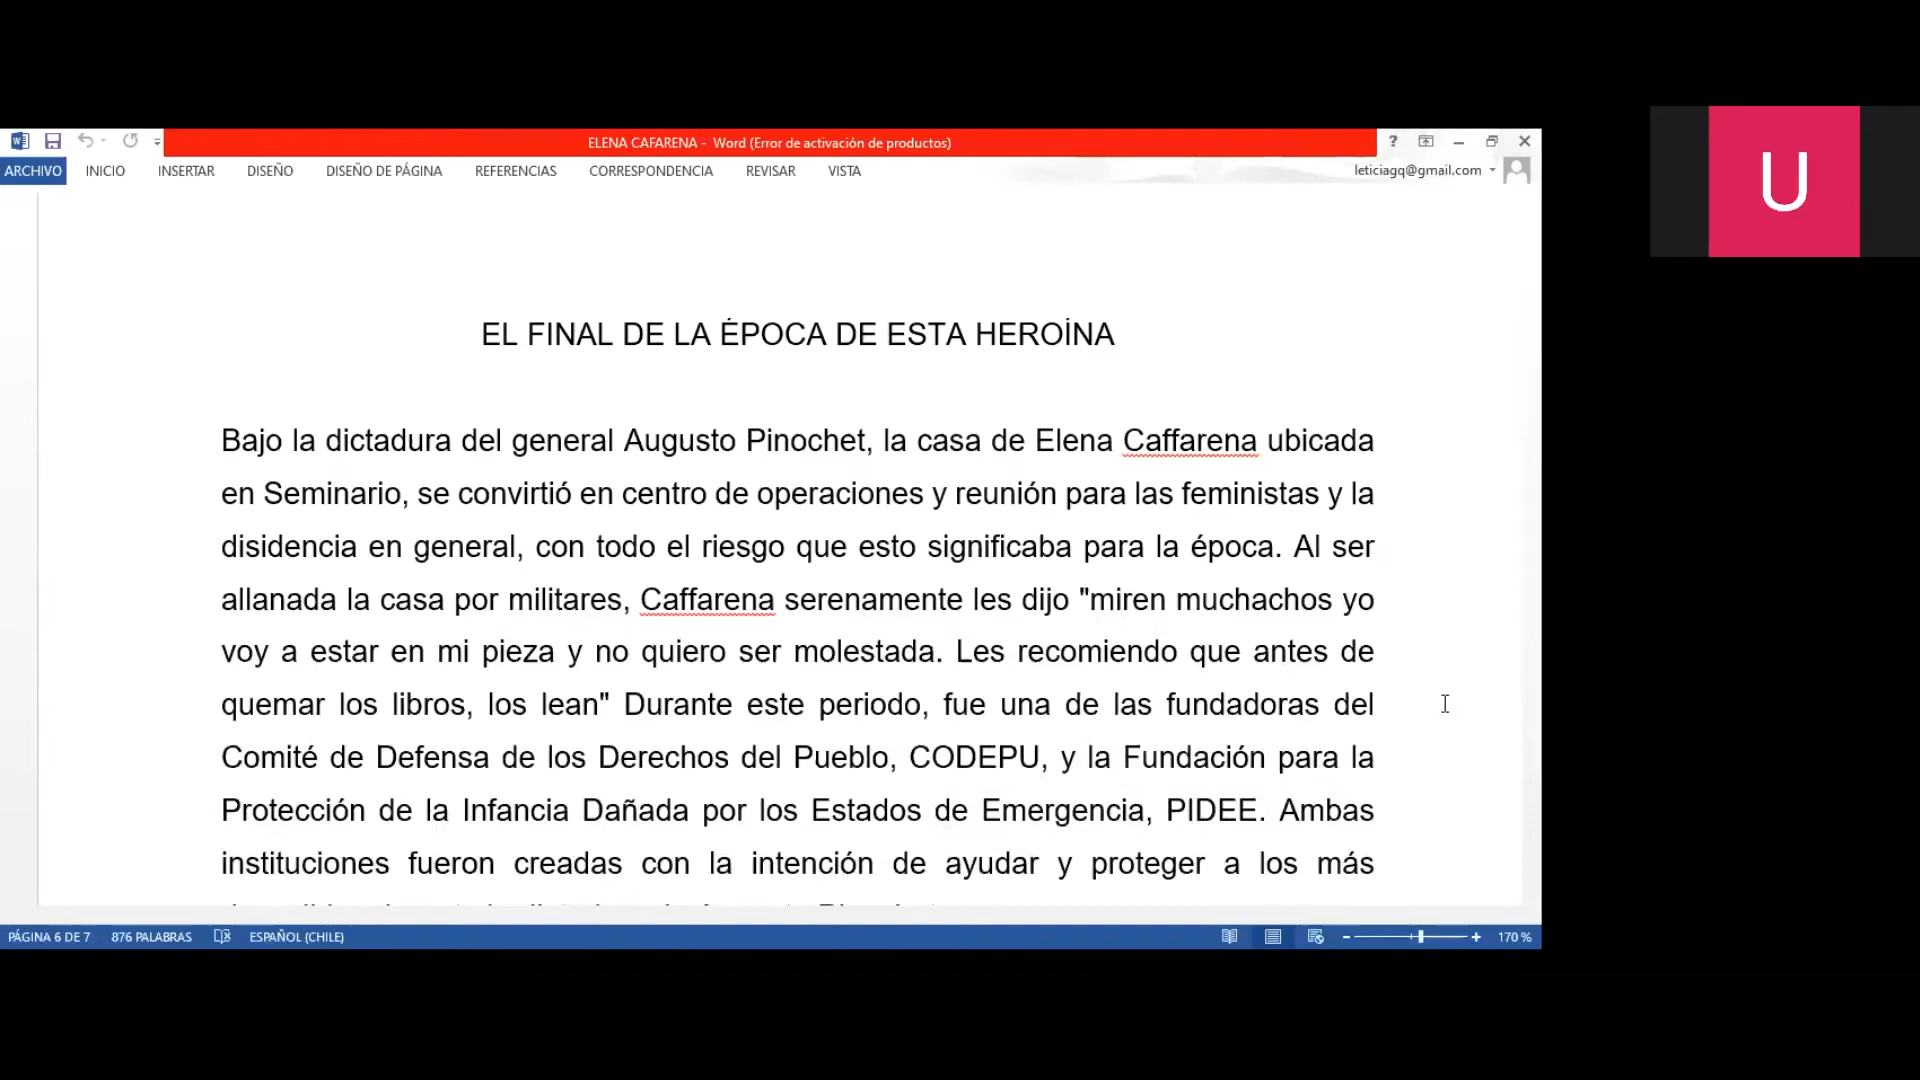 ELENA CAFARENA - Word (Error de activación de productos)
?
ARCHIVO INICIO INSERTAR DISEÑO DISEÑO DE PÁGINA REFERENCIAS CORRESPONDENCIA REVISAR VISTA leticiagq@gmail.com
U
EL FINAL DE LA ÉPOCA DE ESTA HEROÍNA
Bajo la dictadura del general Augusto Pinochet, la casa de Elena Caffarena ubicada
en Seminario, se convirtió en centro de operaciones y reunión para las feministas y la
disidencia en general, con todo el riesgo que esto significaba para la época. Al ser
allanada la casa por militares, Caffarena serenamente les dijo "miren muchachos yo
voy a estar en mi pieza y no quiero ser molestada. Les recomiendo que antes de
quemar los libros, los lean" Durante este periodo, fue una de las fundadoras del
Comité de Defensa de los Derechos del Pueblo, CODEPU, y la Fundación para la
Protección de la Infancia Dañada por los Estados de Emergencia, PIDEE. Ambas
instituciones fueron creadas con la intención de ayudar y proteger a los más
PÁGINA 6 DE 7 876 PALABRAS ESPAÑOL (CHILE) 170 %